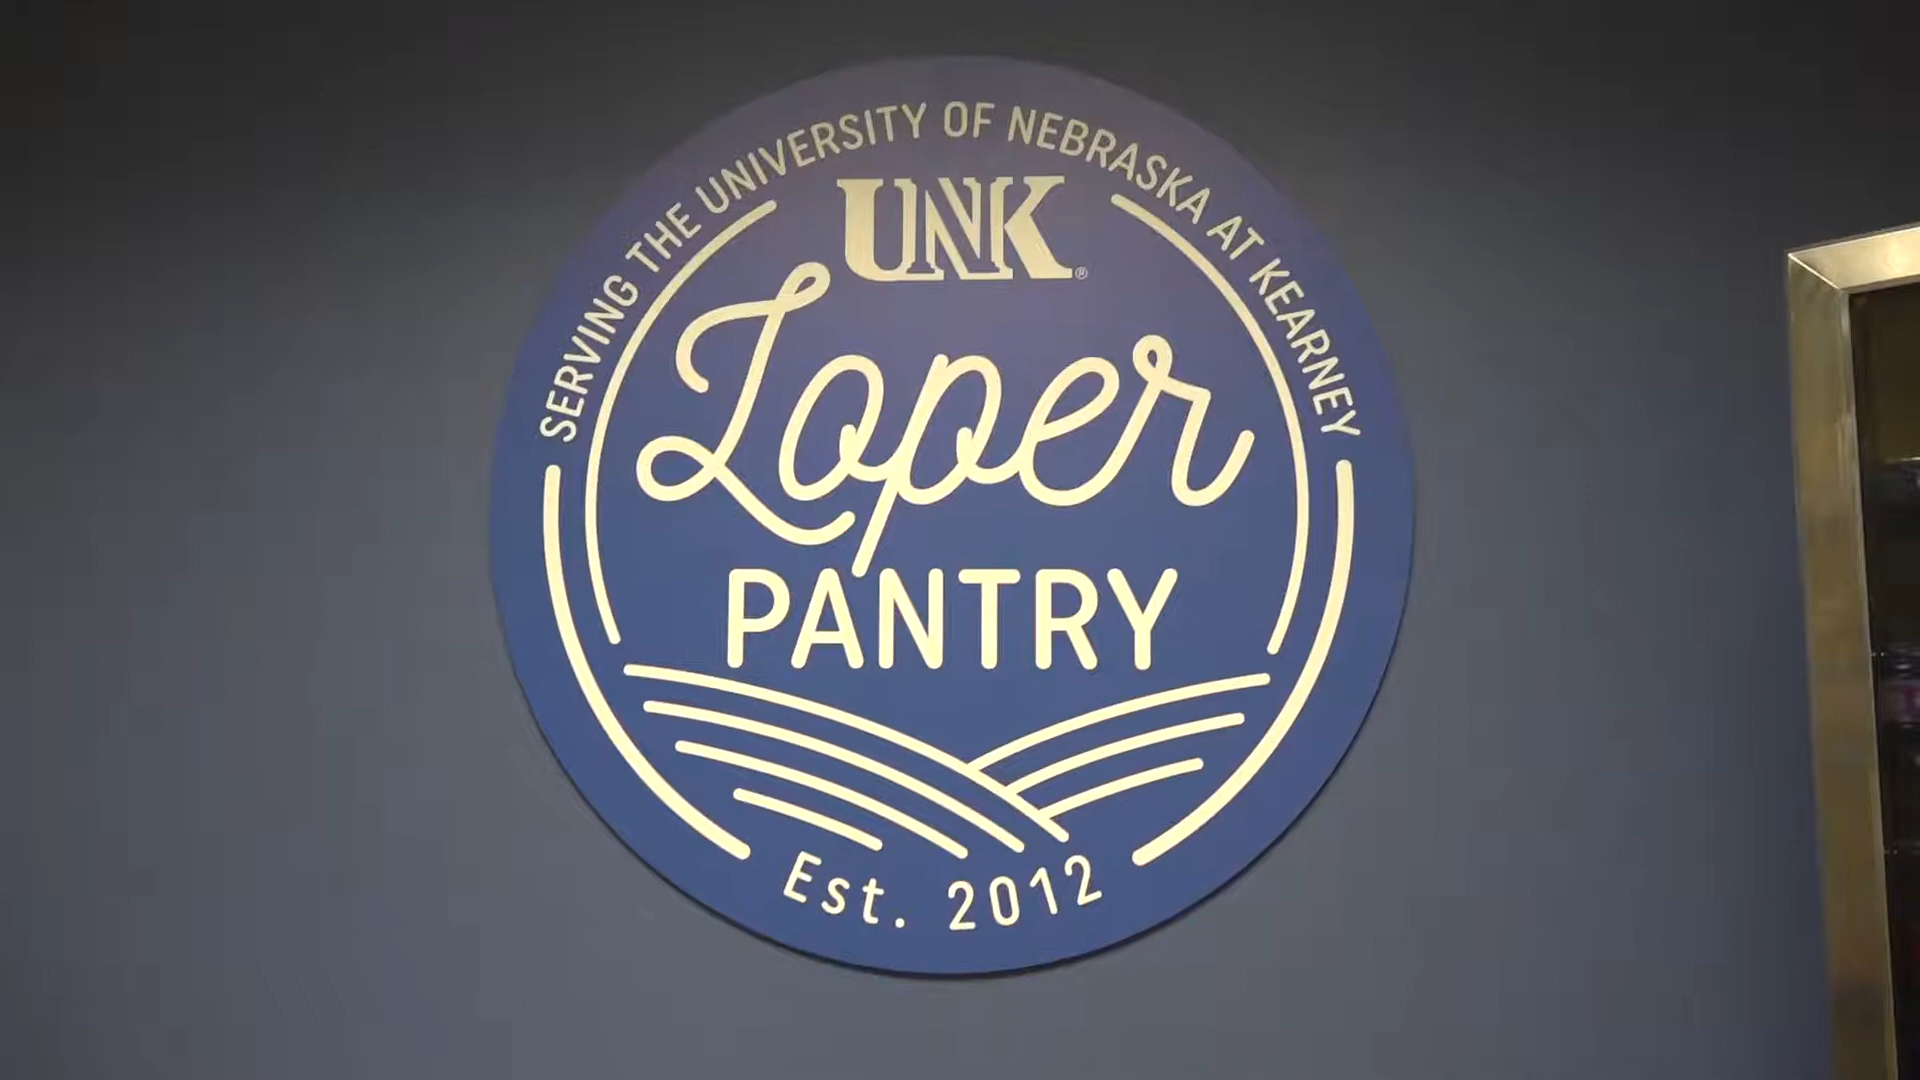 SERVING THE UNIVERSITY OF NEBRASKA AT KEARNEY
UNK®
Loper
PANTRY
Est. 2012